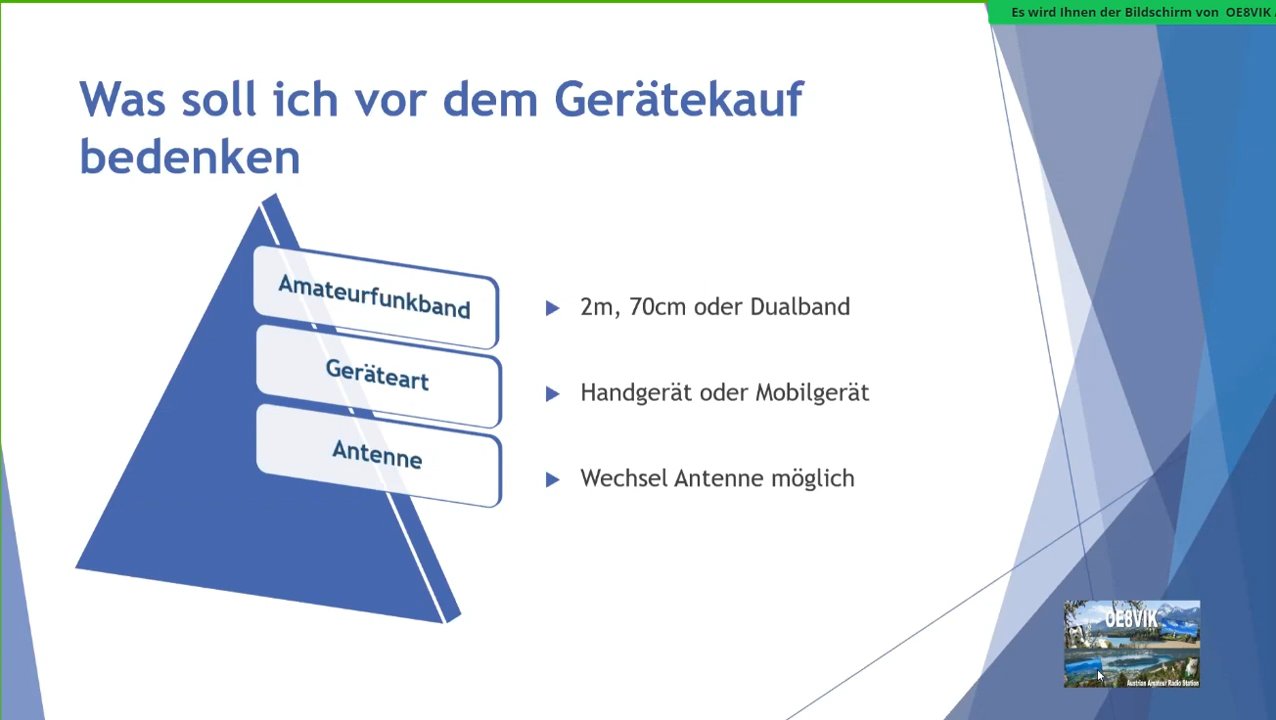 Es wird Ihnen der Bildschirm von OE8VIK
Was soll ich vor dem Gerätekauf
bedenken
Amateurfunkband
2m, 70cm oder Dualband
Geräteart
Handgerät oder Mobilgerät
Antenne
Wechsel Antenne möglich
OE8VIK
Austrian Amateur Radio Station